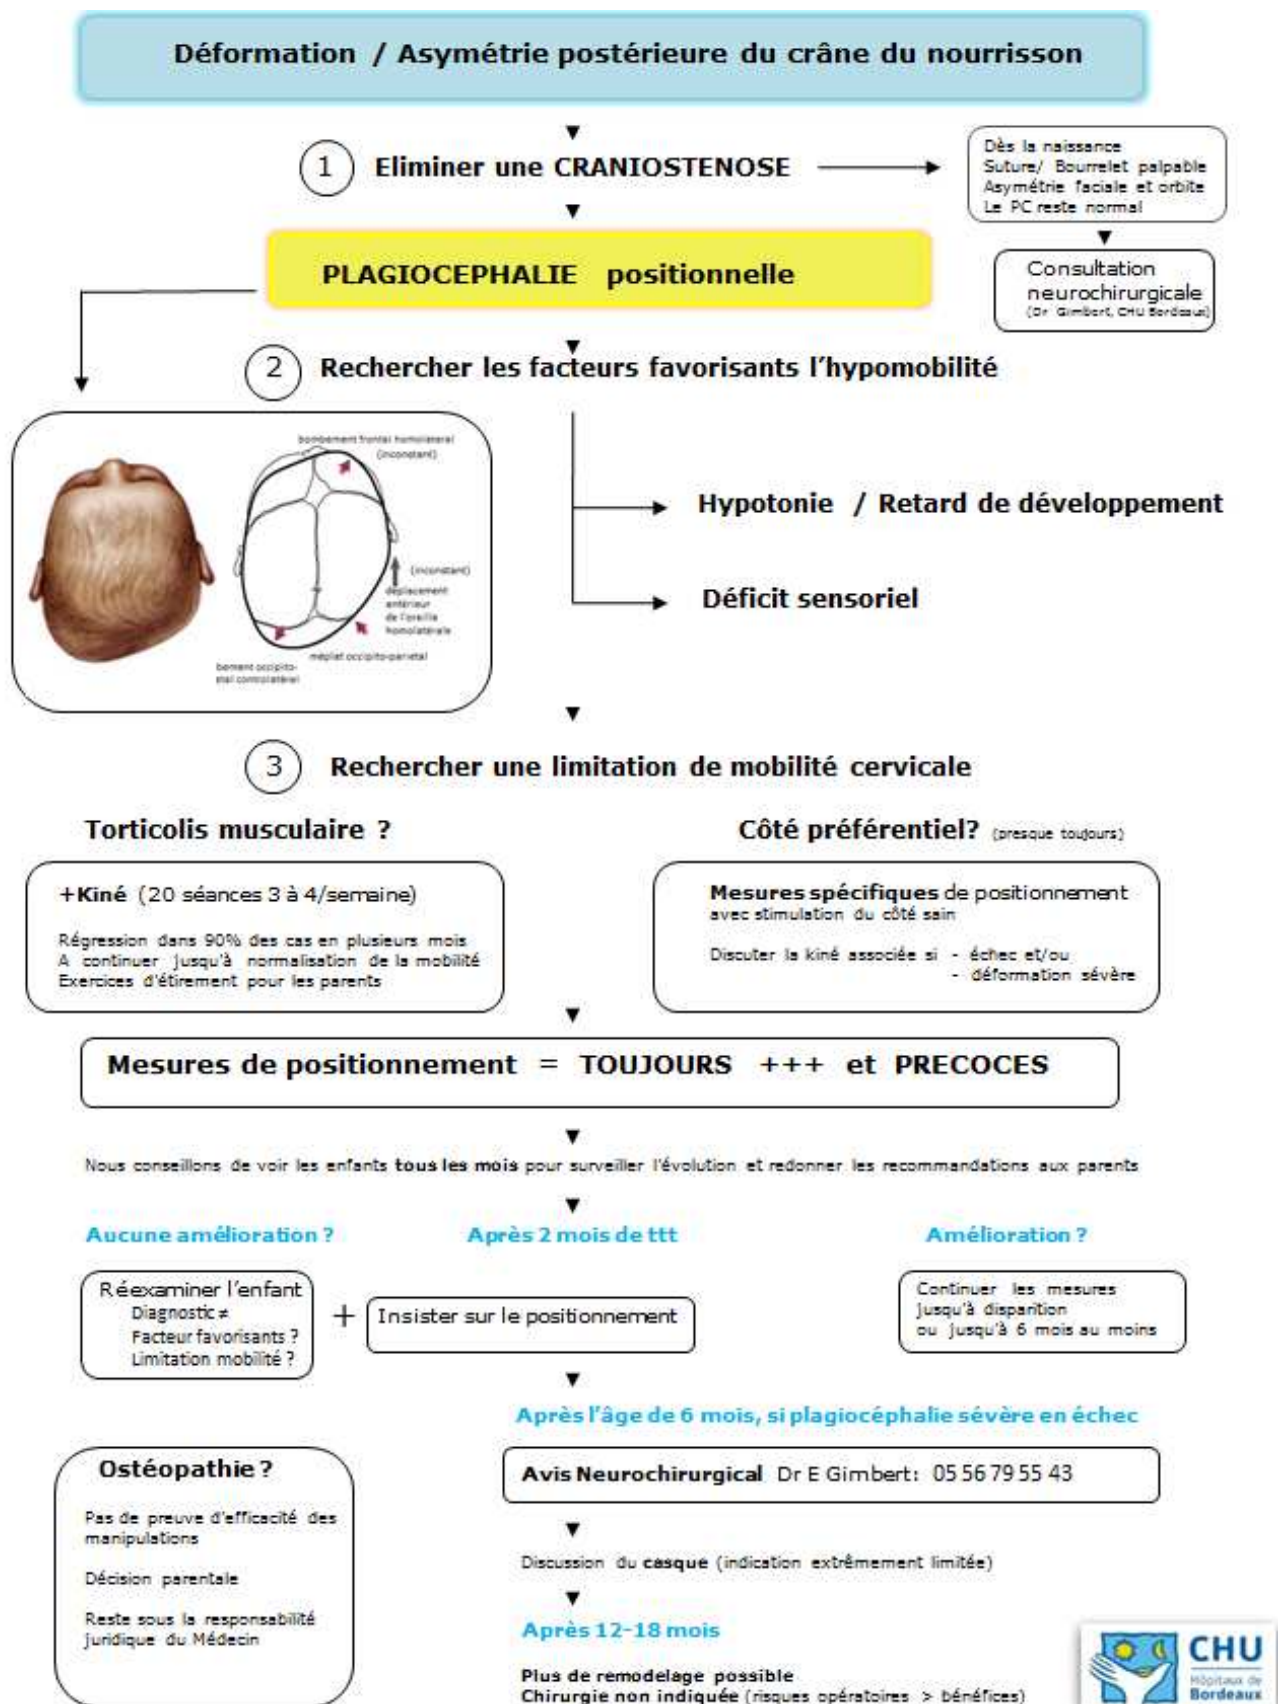 Déformation / Asymétrie postérieure du crâne du nourrisson
1 Eliminer une CRANIOSTENOSE
Dès la naissance
Suture/ Bourrelet palpable
Asymétrie faciale et orbite
Le PC reste normal
Consultation
neurochirurgicale
(Dr Gimbert, CHU Bordeaux)
PLAGIOCEPHALIE positionnelle
2 Rechercher les facteurs favorisants l'hypomobilité
bombement frontal homolatéral
(inconstant)
(inconstant)
déplacement
antérieur
de l'oreille
homolatérale
méplat occipito-pariétal
bement occipito-
étal controlatéral
Hypotonie / Retard de développement
Déficit sensoriel
3 Rechercher une limitation de mobilité cervicale
Torticolis musculaire ?
+Kiné (20 séances 3 à 4/semaine)
Régression dans 90% des cas en plusieurs mois
A continuer jusqu'à normalisation de la mobilité
Exercices d'étirement pour les parents
Côté préférentiel? (presque toujours)
Mesures spécifiques de positionnement
avec stimulation du côté sain
Discuter la kiné associée si - échec et/ou
- déformation sévère
Mesures de positionnement = TOUJOURS +++ et PRECOCES
Nous conseillons de voir les enfants tous les mois pour surveiller l'évolution et redonner les recommandations aux parents
Aucune amélioration ?
Après 2 mois de ttt
Amélioration ?
Réexaminer l'enfant
Diagnostic ≠
Facteur favorisants ?
Limitation mobilité ?
+
Insister sur le positionnement
Continuer les mesures
jusqu'à disparition
ou jusqu'à 6 mois au moins
Après l'âge de 6 mois, si plagiocéphalie sévère en échec
Avis Neurochirurgical Dr E Gimbert: 05 56 79 55 43
Ostéopathie ?
Pas de preuve d'efficacité des
manipulations
Décision parentale
Reste sous la responsabilité
juridique du Médecin
Discussion du casque (indication extrêmement limitée)
Après 12-18 mois
Plus de remodelage possible
Chirurgie non indiquée (risques opératoires > bénéfices)
CHU
Hôpitaux de
Bordeaux